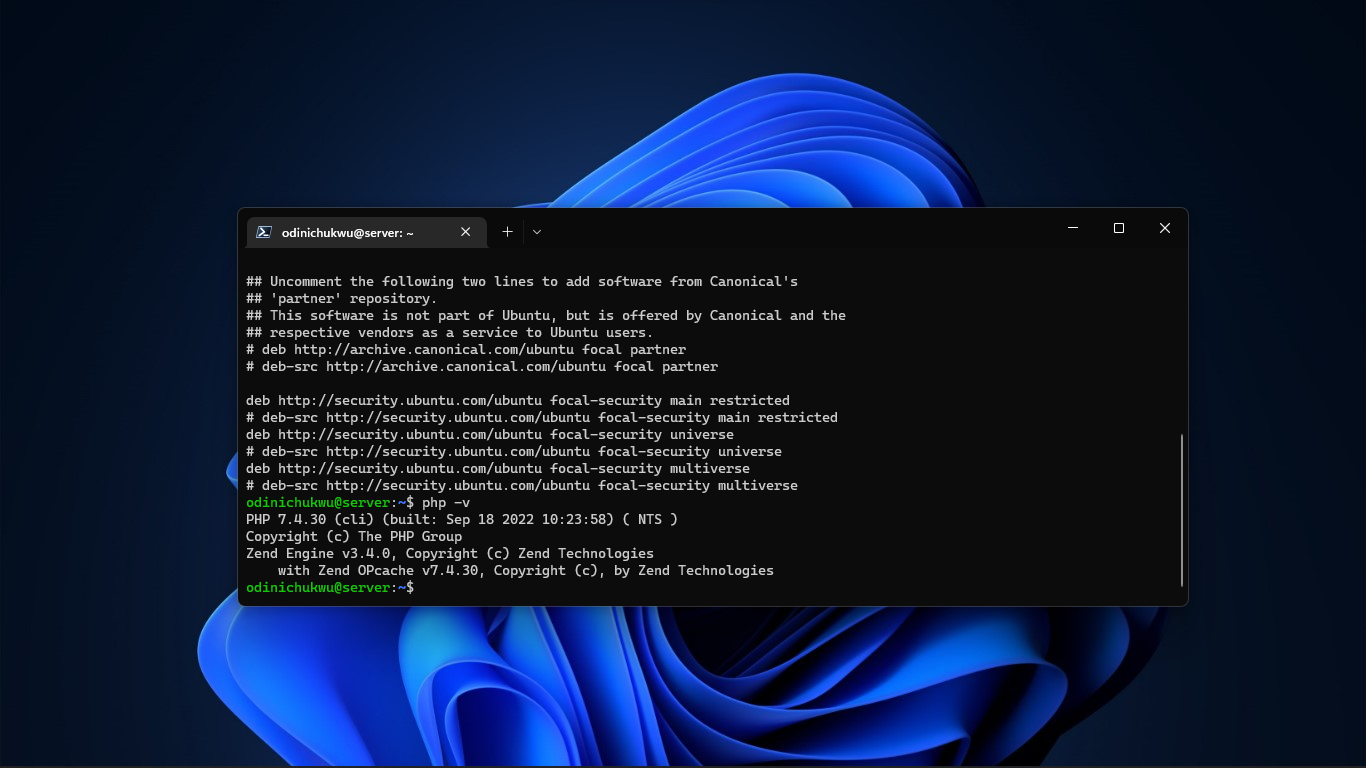 odinichukwu@server: ~
## Uncomment the following two lines to add software from Canonical's
## 'partner' repository.
## This software is not part of Ubuntu, but is offered by Canonical and the
## respective vendors as a service to Ubuntu users.
# deb http://archive.canonical.com/ubuntu focal partner
# deb-src http://archive.canonical.com/ubuntu focal partner
deb http://security.ubuntu.com/ubuntu focal-security main restricted
# deb-src http://security.ubuntu.com/ubuntu focal-security main restricted
deb http://security.ubuntu.com/ubuntu focal-security universe
# deb-src http://security.ubuntu.com/ubuntu focal-security universe
deb http://security.ubuntu.com/ubuntu focal-security multiverse
# deb-src http://security.ubuntu.com/ubuntu focal-security multiverse
odinichukwu@server:~$ php -v
PHP 7.4.30 (cli) (built: Sep 18 2022 10:23:58) ( NTS )
Copyright (c) The PHP Group
Zend Engine v3.4.0, Copyright (c) Zend Technologies
    with Zend OPcache v7.4.30, Copyright (c), by Zend Technologies
odinichukwu@server:~$